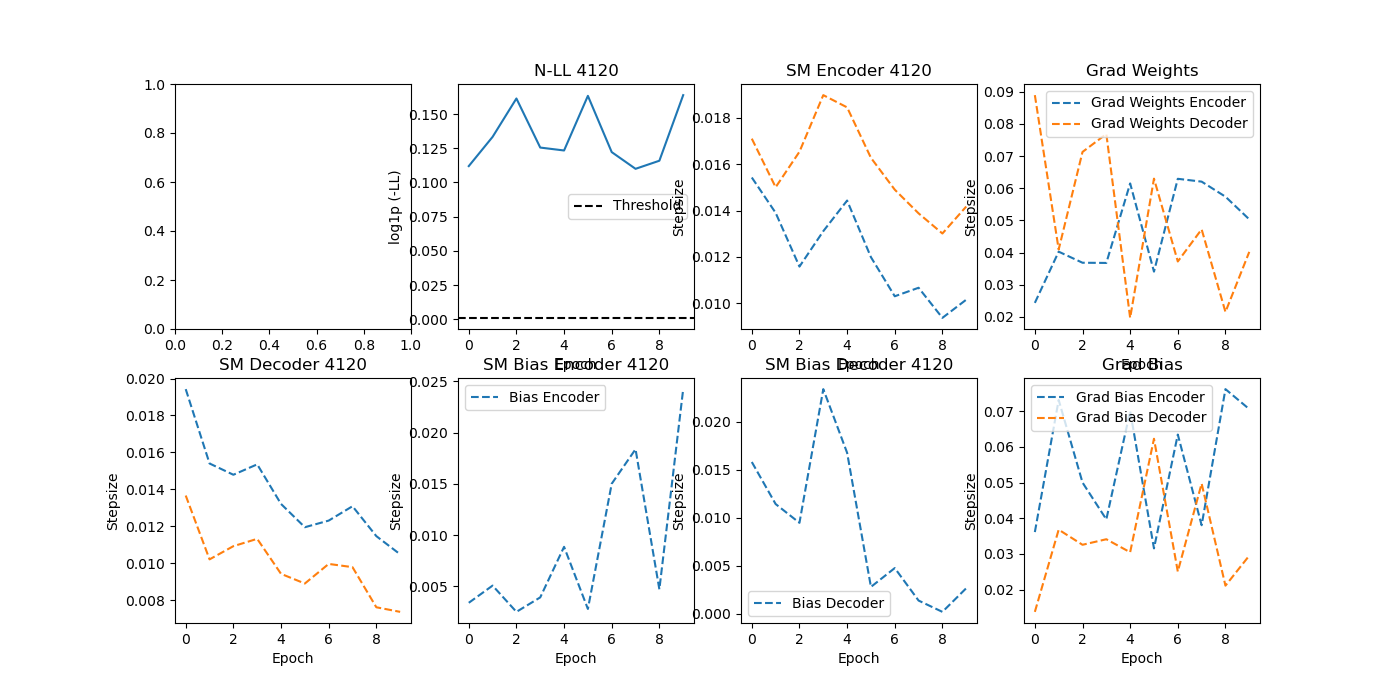 N-LL 4120
SM Encoder 4120
Grad Weights
1.0
0.8
0.6
0.4
0.2
0.0
0.0 0.2 0.4 0.6 0.8 1.0
log1p (-LL)
0.150
0.125
0.100
0.075
0.050
0.025
0.000
Threshold
0 2 4 6 8
Epoch
Stepsize
0.018
0.016
0.014
0.012
0.010
0 2 4 6 8
Epoch
Stepsize
0.09
0.08
0.07
0.06
0.05
0.04
0.03
0.02
Grad Weights Encoder
Grad Weights Decoder
0 2 4 6 8
Epoch
SM Decoder 4120
SM Bias Encoder 4120
SM Bias Decoder 4120
Grad Bias
Stepsize
0.020
0.018
0.016
0.014
0.012
0.010
0.008
0 2 4 6 8
Epoch
Stepsize
0.025
0.020
0.015
0.010
0.005
Bias Encoder
0 2 4 6 8
Epoch
Stepsize
0.020
0.015
0.010
0.005
0.000
Bias Decoder
0 2 4 6 8
Epoch
Stepsize
0.07
0.06
0.05
0.04
0.03
0.02
Grad Bias Encoder
Grad Bias Decoder
0 2 4 6 8
Epoch